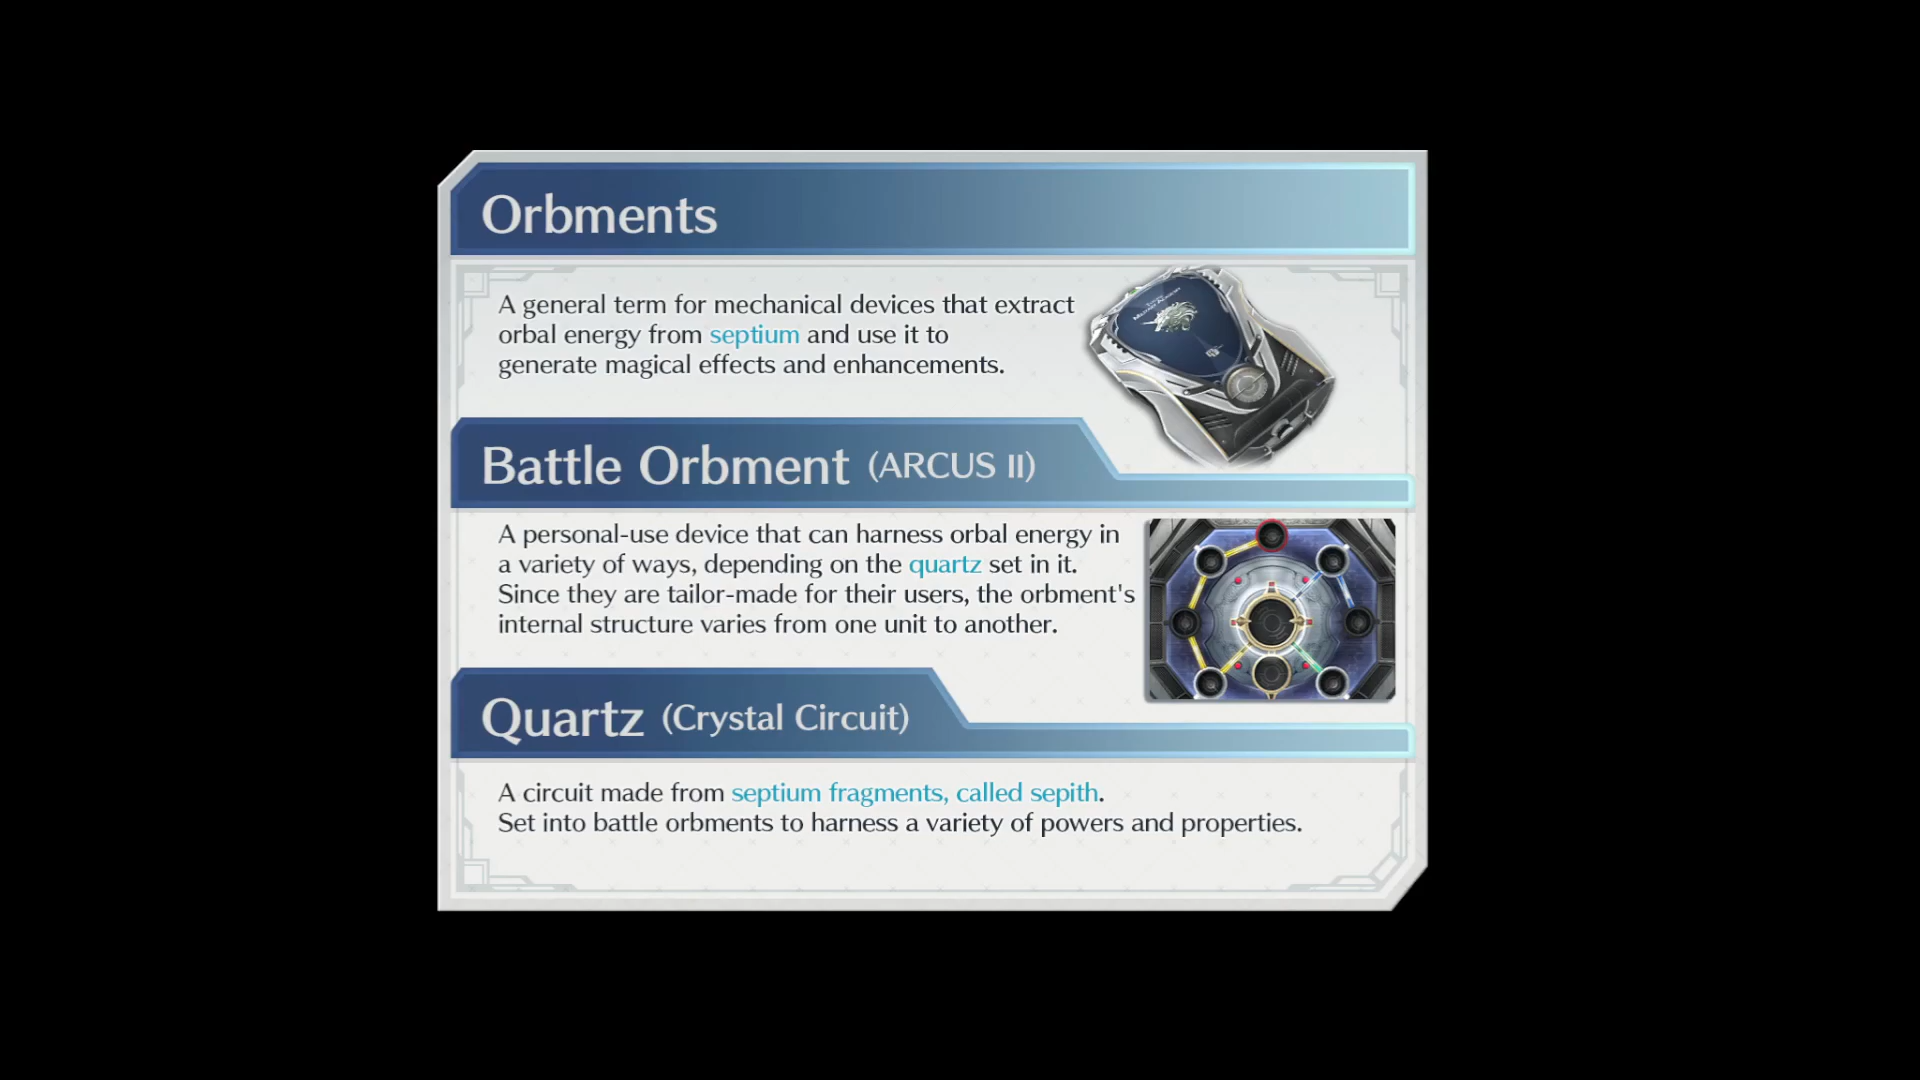 Orbments
A general term for mechanical devices that extract
orbal energy from septium and use it to
generate magical effects and enhancements.
Battle Orbment (ARCUS II)
A personal-use device that can harness orbal energy in
a variety of ways, depending on the quartz set in it.
Since they are tailor-made for their users, the orbment's
internal structure varies from one unit to another.
Quartz (Crystal Circuit)
A circuit made from septium fragments, called sepith.
Set into battle orbments to harness a variety of powers and properties.